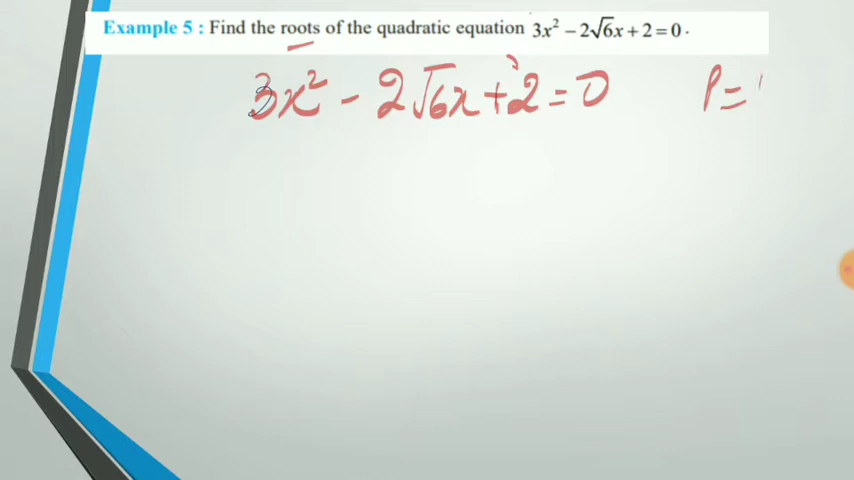 Example 5 : Find the roots of the quadratic equation 3x² – 2√6x + 2 = 0 .
3x² - 2√6x + 2 = 0 P =